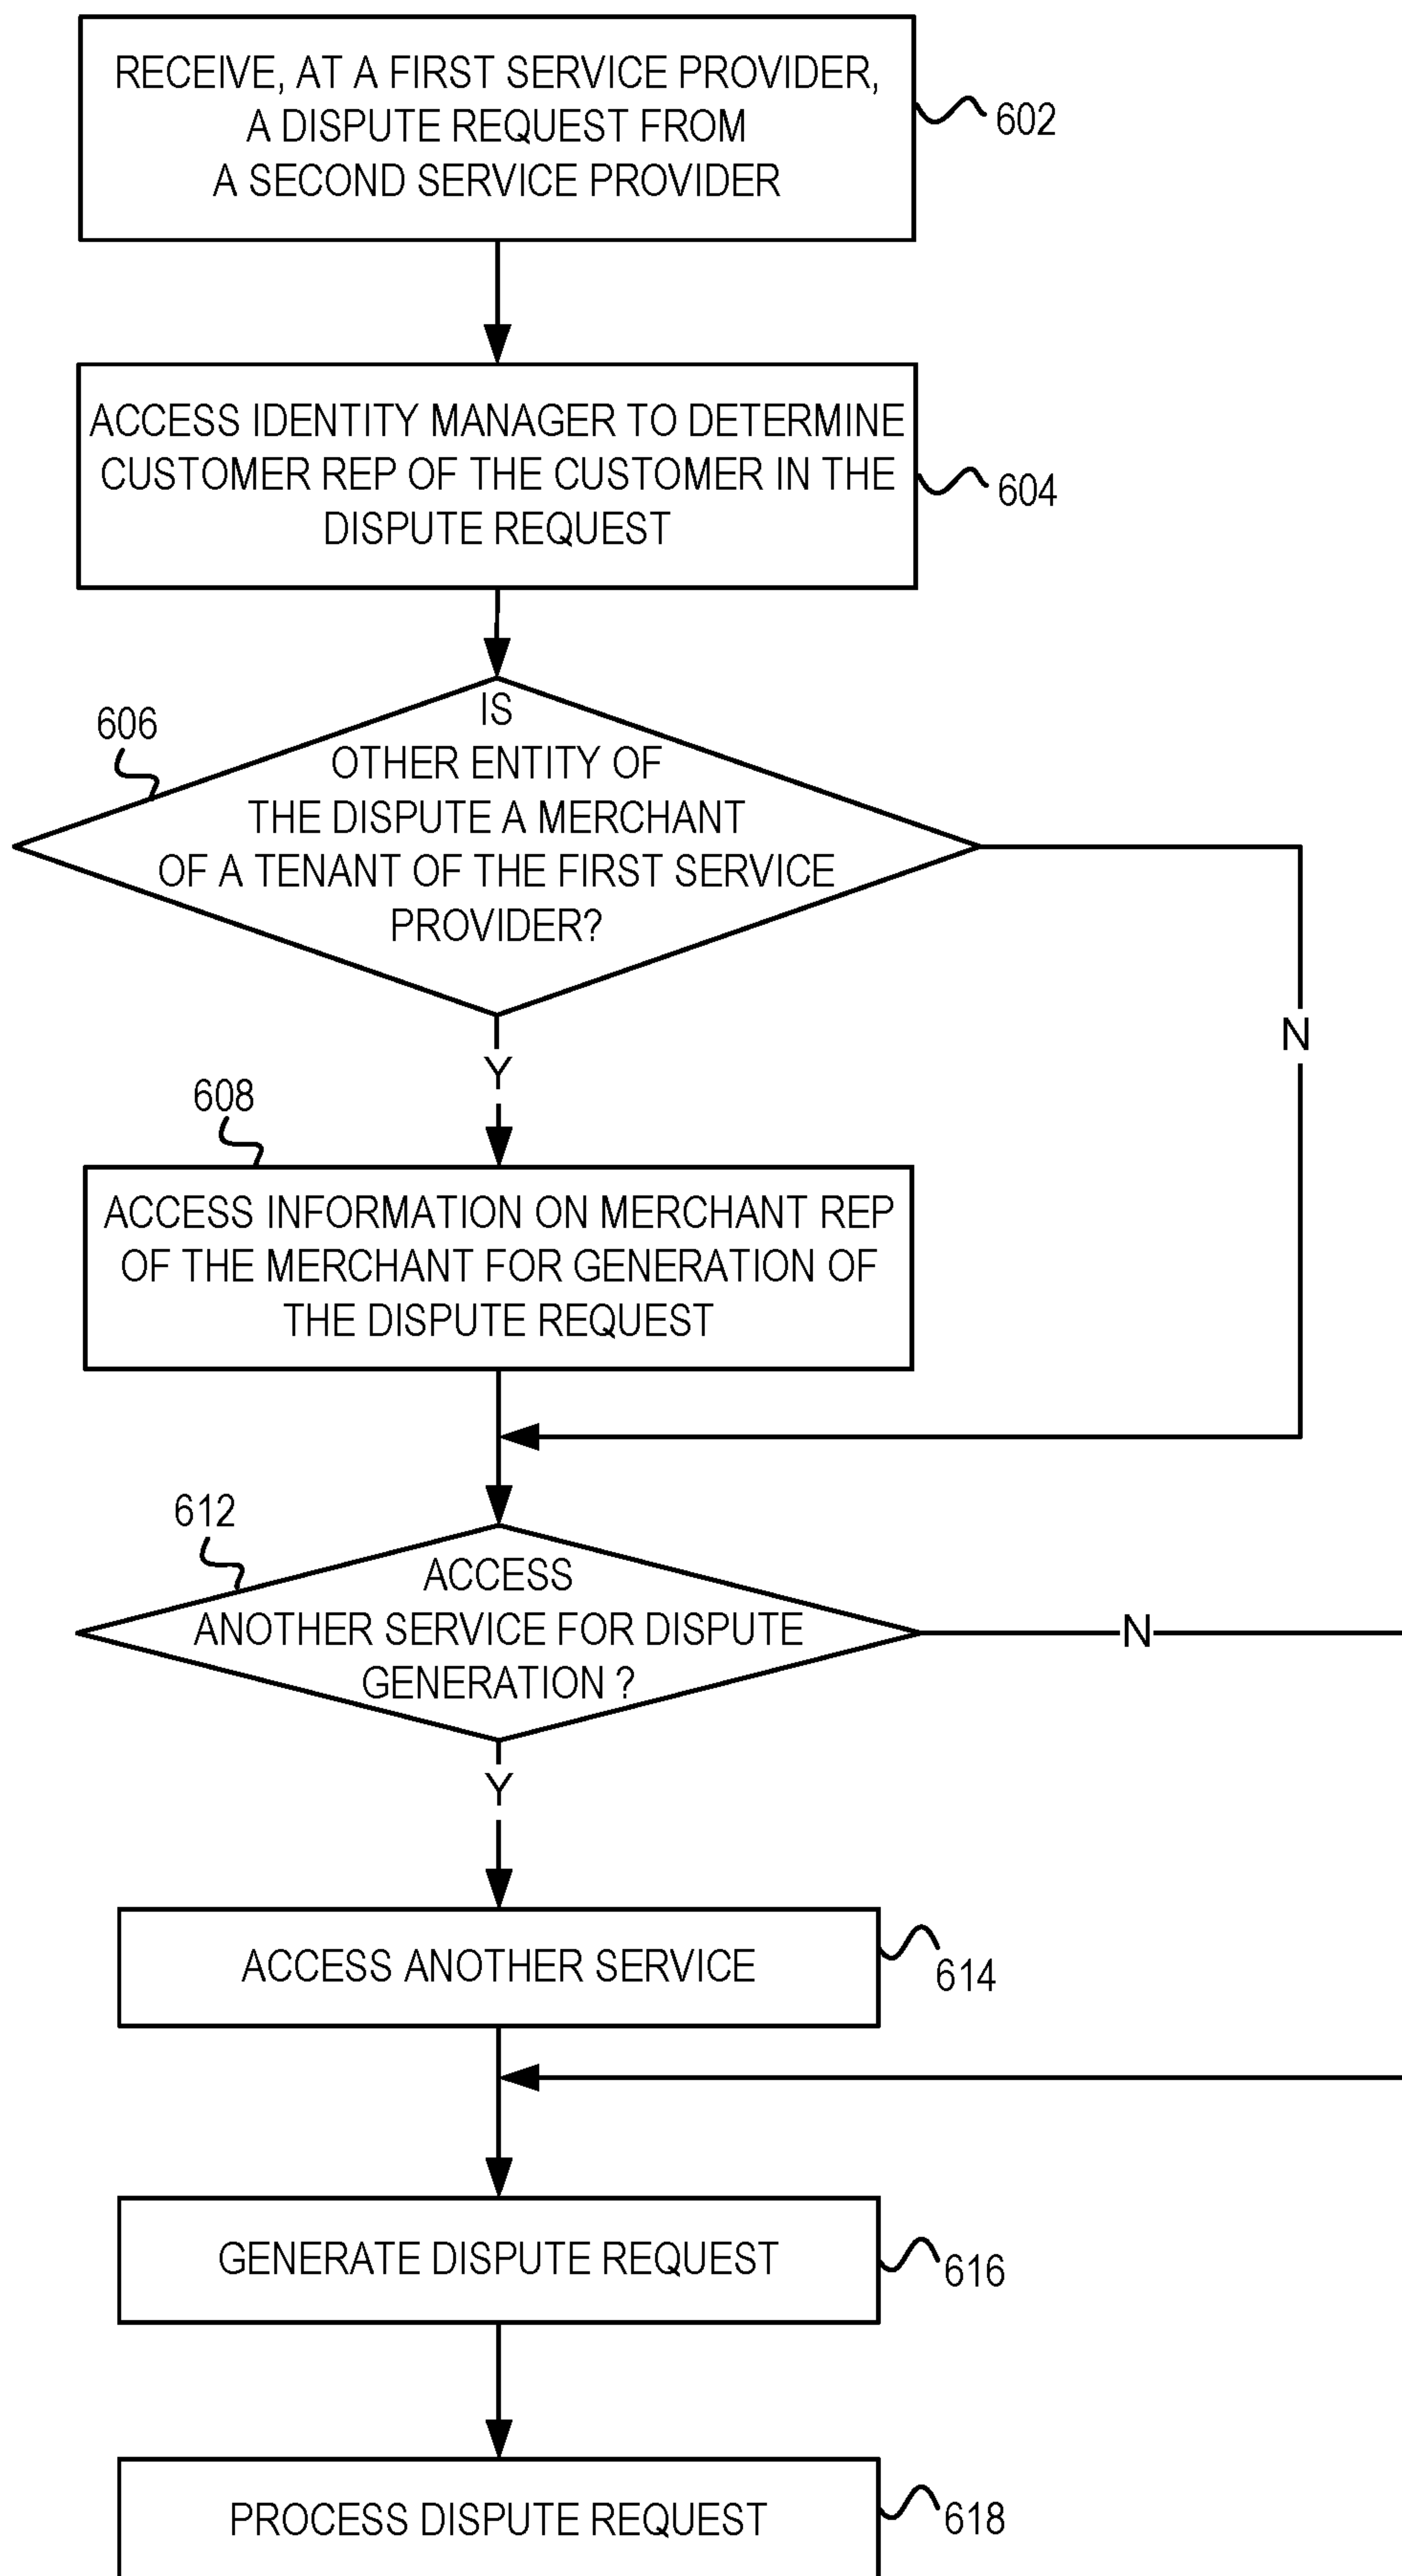 RECEIVE, AT A FIRST SERVICE PROVIDER,
A DISPUTE REQUEST FROM
A SECOND SERVICE PROVIDER
602
ACCESS IDENTITY MANAGER TO DETERMINE
CUSTOMER REP OF THE CUSTOMER IN THE
DISPUTE REQUEST
604
606
IS
OTHER ENTITY OF
THE DISPUTE A MERCHANT
OF A TENANT OF THE FIRST SERVICE
PROVIDER?
N
Y
608
ACCESS INFORMATION ON MERCHANT REP
OF THE MERCHANT FOR GENERATION OF
THE DISPUTE REQUEST
612
ACCESS
ANOTHER SERVICE FOR DISPUTE
GENERATION ?
N
Y
ACCESS ANOTHER SERVICE
614
GENERATE DISPUTE REQUEST
616
PROCESS DISPUTE REQUEST
618